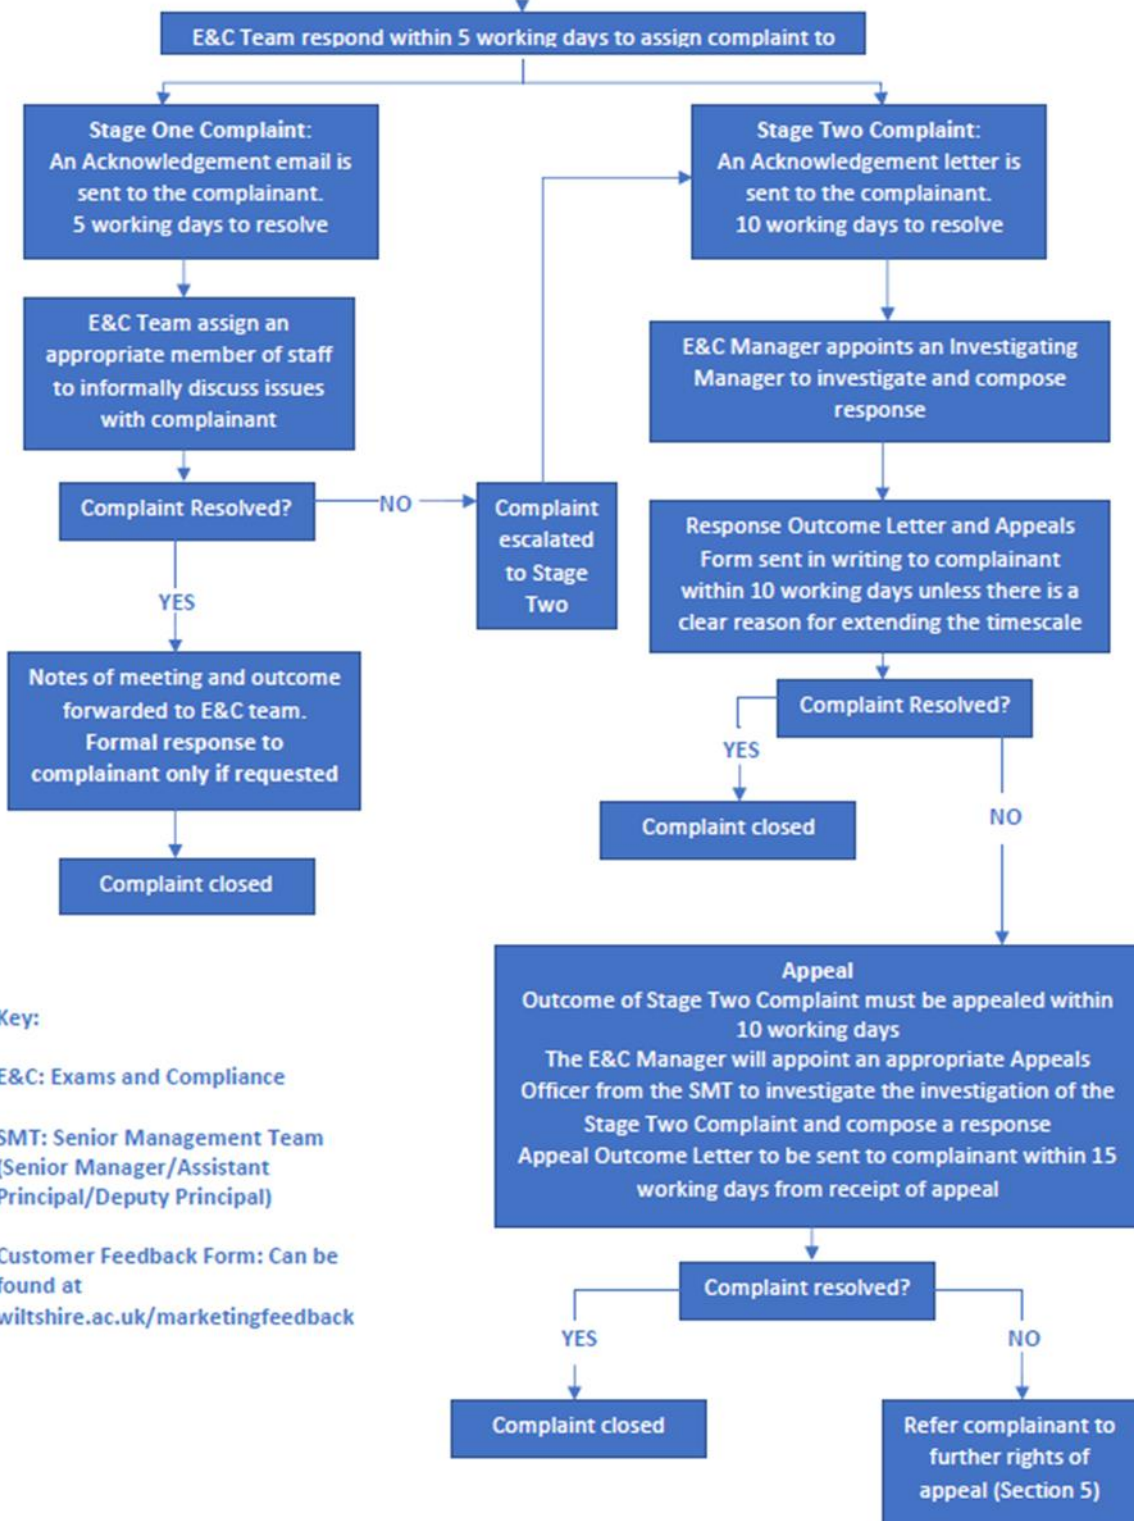 E&C Team respond within 5 working days to assign complaint to
Stage One Complaint:
An Acknowledgement email is
sent to the complainant.
5 working days to resolve
Stage Two Complaint:
An Acknowledgement letter is
sent to the complainant.
10 working days to resolve
E&C Team assign an
appropriate member of staff
to informally discuss issues
with complainant
E&C Manager appoints an Investigating
Manager to investigate and compose
response
Complaint Resolved?
NO
Complaint
escalated
to Stage
Two
Response Outcome Letter and Appeals
Form sent in writing to complainant
within 10 working days unless there is a
clear reason for extending the timescale
YES
Notes of meeting and outcome
forwarded to E&C team.
Formal response to
complainant only if requested
Complaint Resolved?
YES
NO
Complaint closed
Complaint closed
Appeal
Outcome of Stage Two Complaint must be appealed within
10 working days
The E&C Manager will appoint an appropriate Appeals
Officer from the SMT to investigate the investigation of the
Stage Two Complaint and compose a response
Appeal Outcome Letter to be sent to complainant within 15
working days from receipt of appeal
Key:
E&C: Exams and Compliance
SMT: Senior Management Team
(Senior Manager/Assistant
Principal/Deputy Principal)
Customer Feedback Form: Can be
found at
wiltshire.ac.uk/marketingfeedback
Complaint resolved?
YES
NO
Complaint closed
Refer complainant to
further rights of
appeal (Section 5)